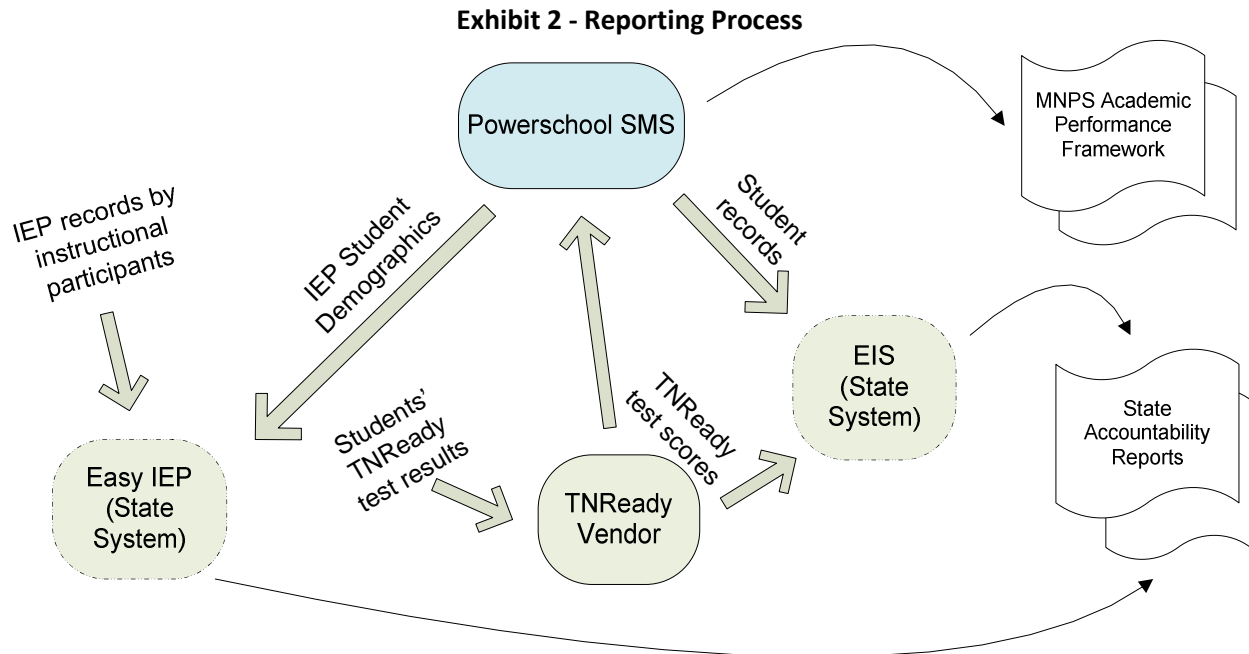 Exhibit 2 - Reporting Process
Powerschool SMS
MNPS Academic
Performance
Framework
IEP records by
instructional
participants
IEP Student
Demographics
Student
records
EIS
(State
System)
State
Accountability
Reports
Students’
TNReady
test results
TNReady
test scores
Easy IEP
(State
System)
TNReady
Vendor